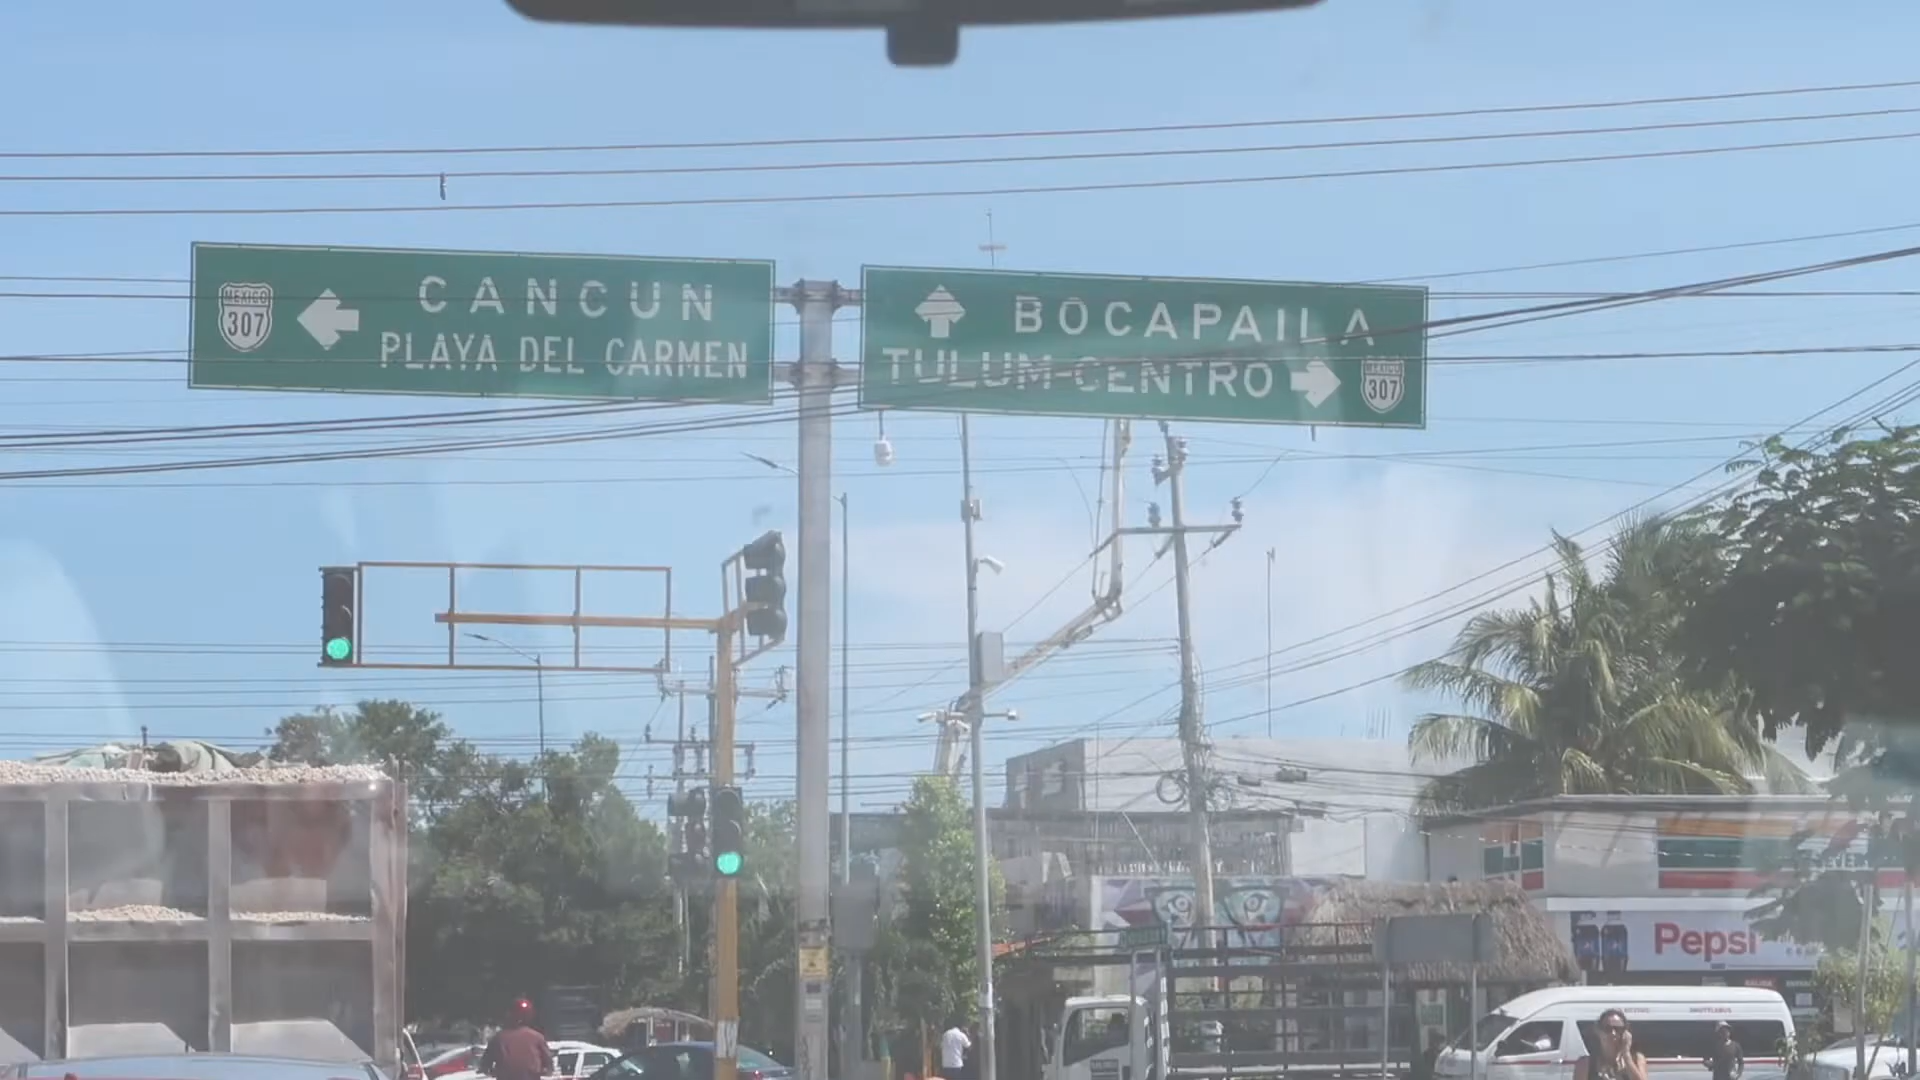 MEXICO
307
CANCUN
PLAYA DEL CARMEN
BOCAPAILA
TULUM CENTRO
MEXICO
307
Pepsi